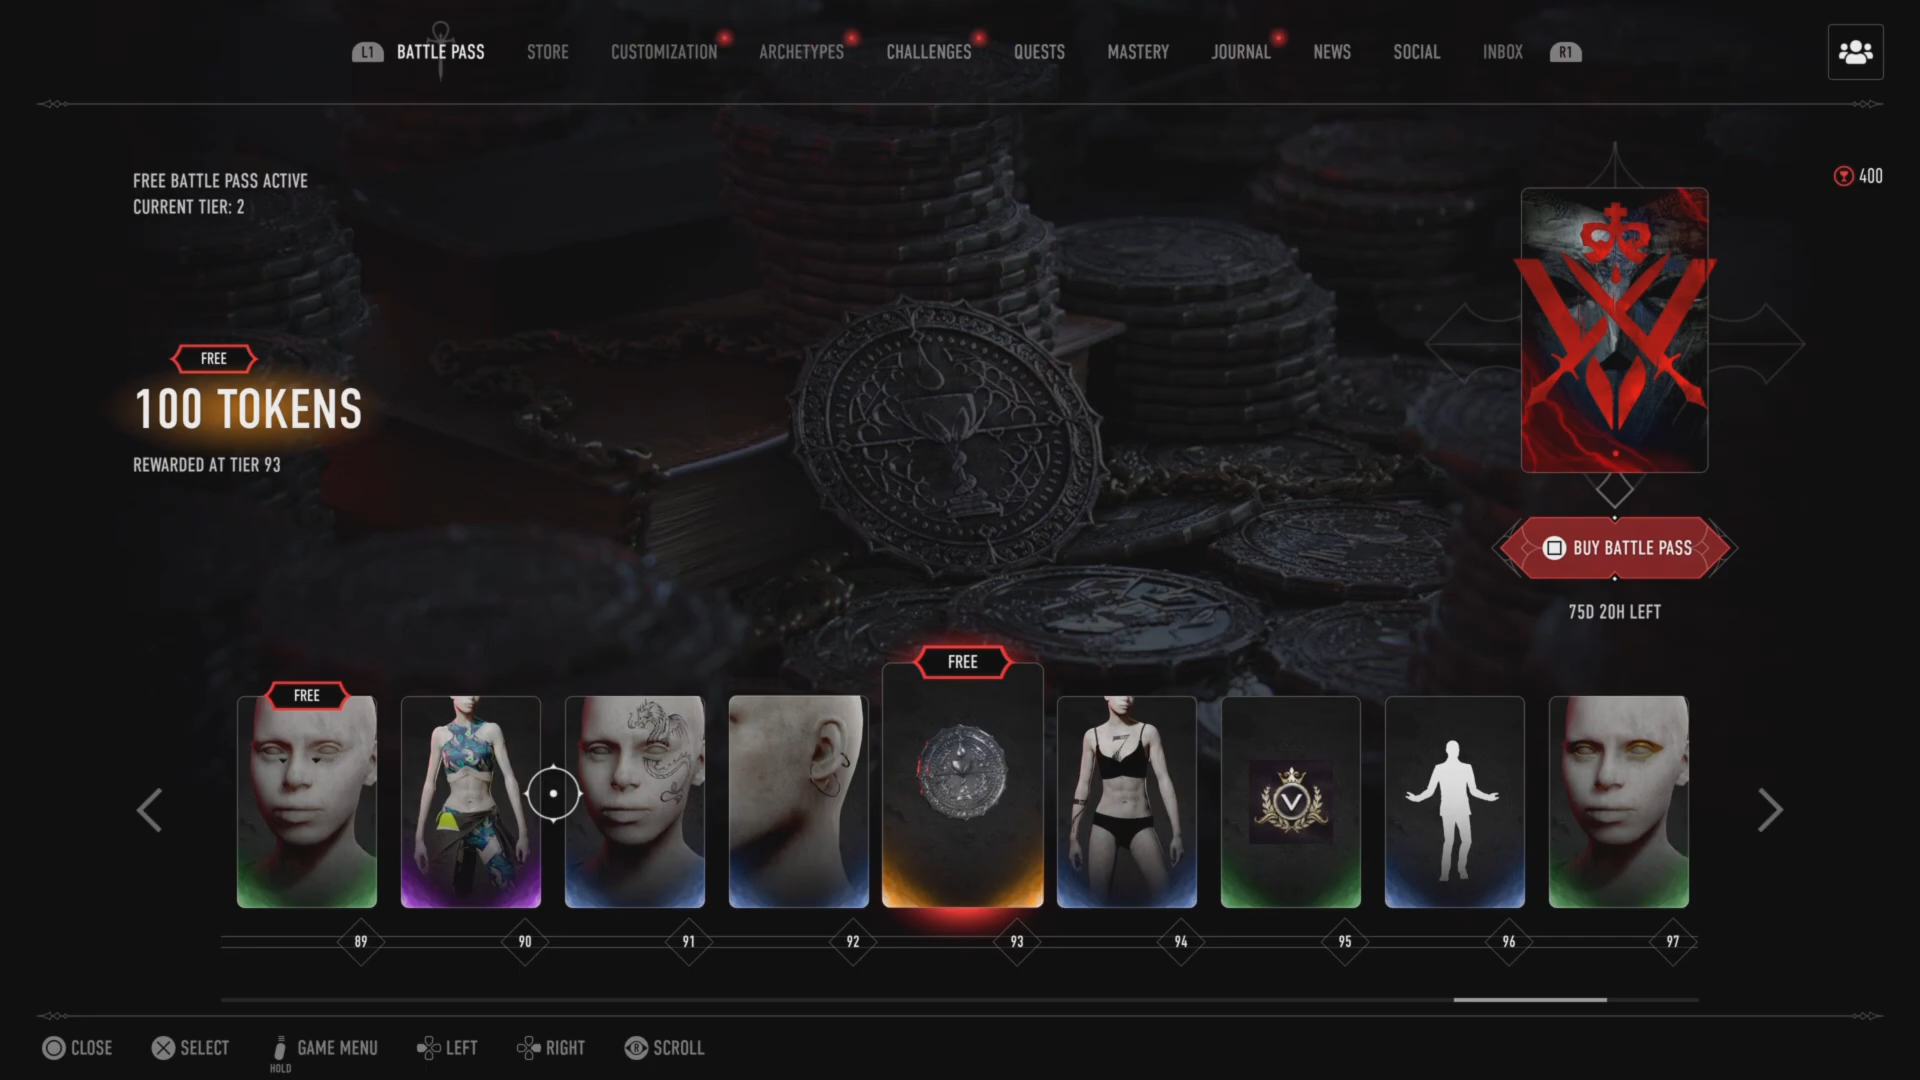 L1 BATTLE PASS STORE CUSTOMIZATION ARCHETYPES CHALLENGES QUESTS MASTERY JOURNAL NEWS SOCIAL INBOX R1
400
FREE BATTLE PASS ACTIVE
CURRENT TIER: 2
FREE
100 TOKENS
REWARDED AT TIER 93
BUY BATTLE PASS
75D 20H LEFT
FREE
FREE
V
89 90 91 92 93 94 95 96 97
CLOSE SELECT GAME MENU LEFT RIGHT R SCROLL
HOLD